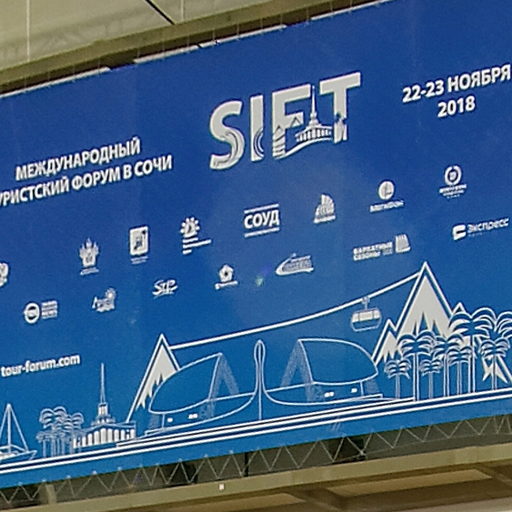 SIFT
22-23 НОЯБРЯ
2018
МЕЖДУНАРОДНЫЙ
УРИСТСКИЙ ФОРУМ В СОЧИ
СОУД
БАРХАТНЫЕ
СЕЗОНЫ
Экспресс
tour-forum.com